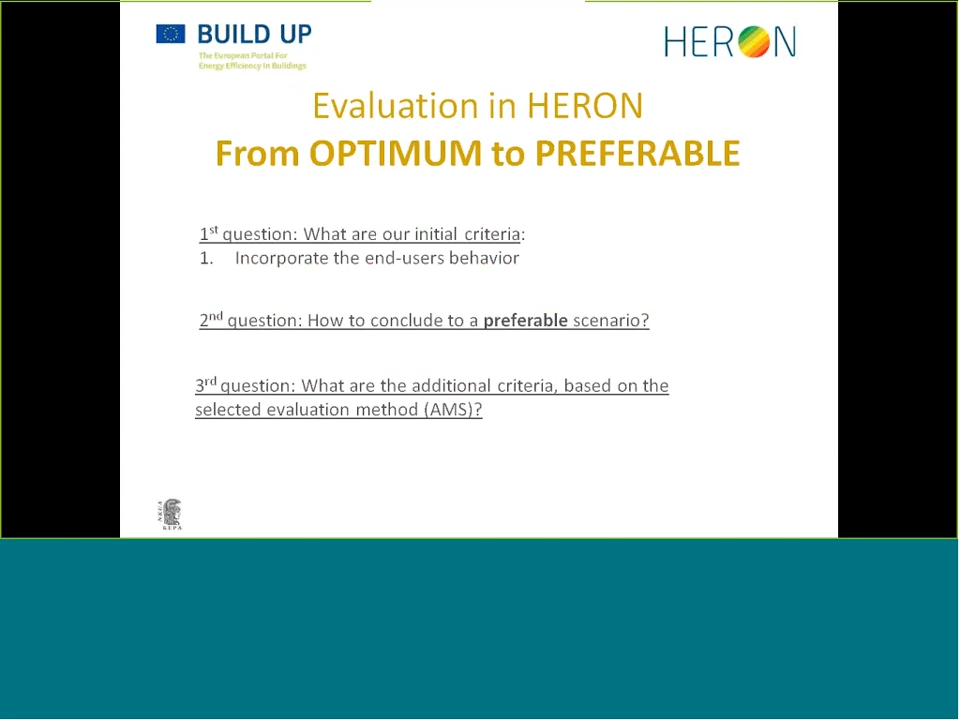 BUILD UP
The European Portal For
Energy Efficiency In Buildings
HERON
Evaluation in HERON
From OPTIMUM to PREFERABLE
1st question: What are our initial criteria:
1. Incorporate the end-users behavior
2nd question: How to conclude to a preferable scenario?
3rd question: What are the additional criteria, based on the
selected evaluation method (AMS)?
KEPA